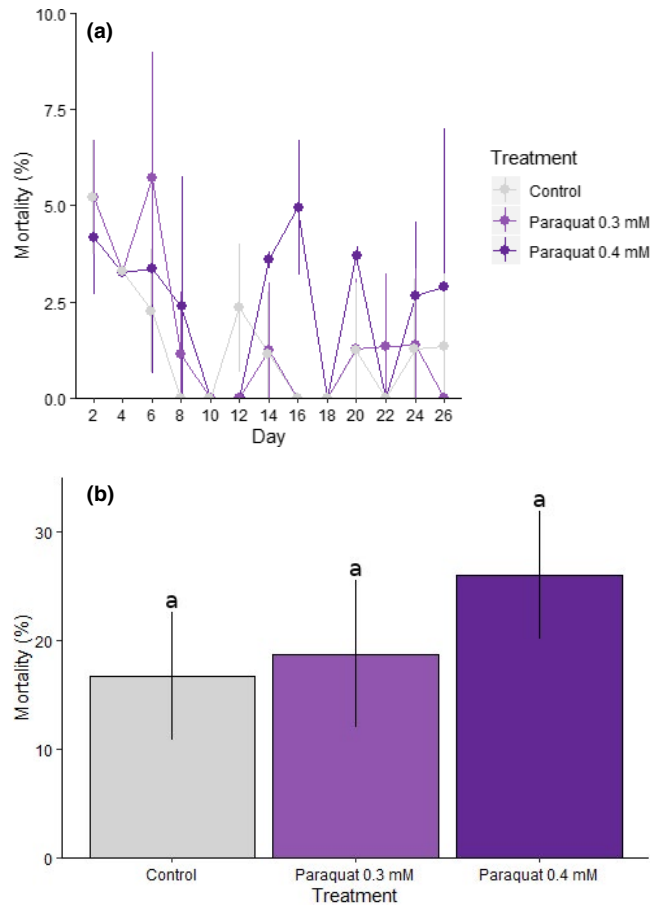 (a)
10.0
7.5
5.0
2.5
0.0
Mortality (%)
2 4 6 8 10 12 14 16 18 20 22 24 26
Day
Treatment
Control
Paraquat 0.3 mM
Paraquat 0.4 mM
(b)
30
20
10
0
Mortality (%)
a
a
a
Control Paraquat 0.3 mM Paraquat 0.4 mM
Treatment